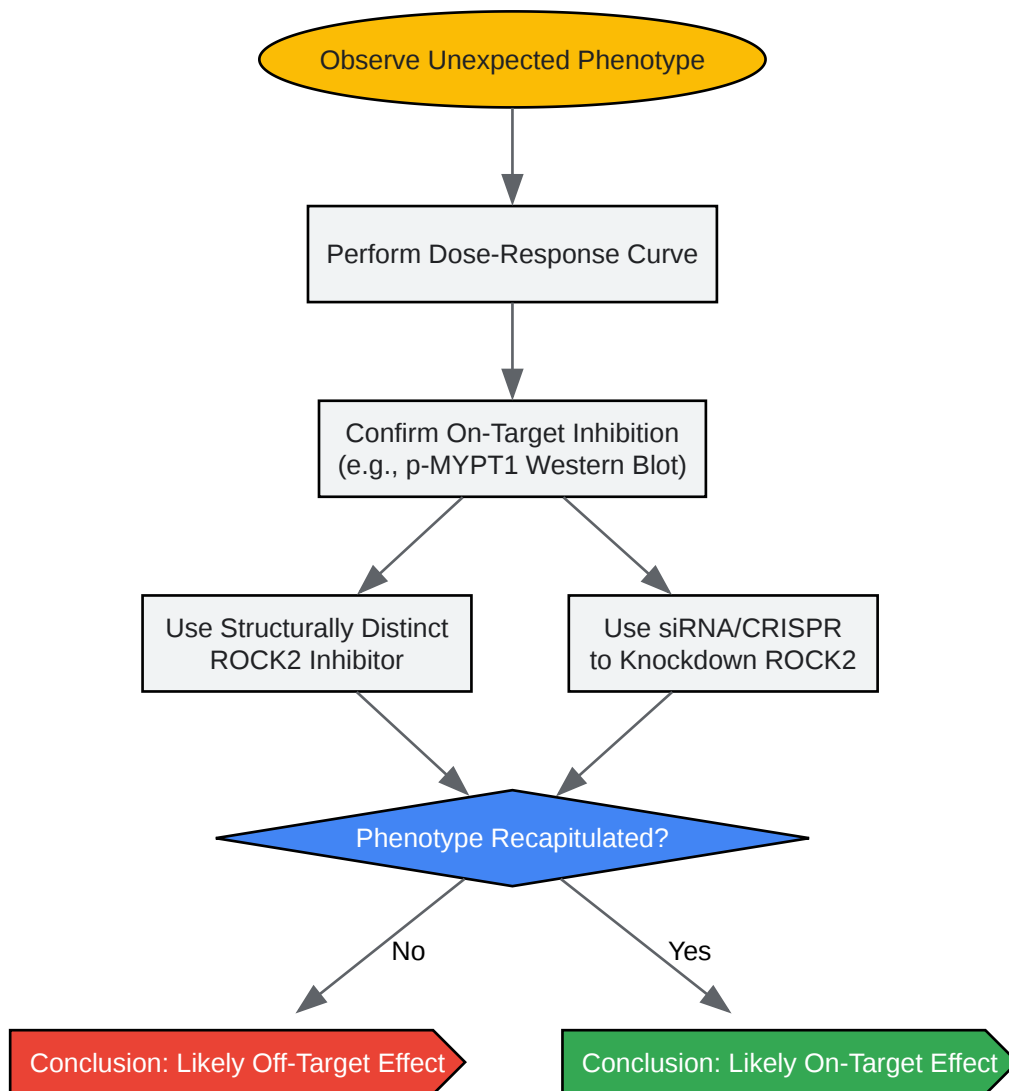 Observe Unexpected Phenotype
Perform Dose-Response Curve
Confirm On-Target Inhibition
(e.g., p-MYPT1 Western Blot)
Use Structurally Distinct
ROCK2 Inhibitor
Use siRNA/CRISPR
to Knockdown ROCK2
Phenotype Recapitulated?
No
Yes
Conclusion: Likely Off-Target Effect
Conclusion: Likely On-Target Effect